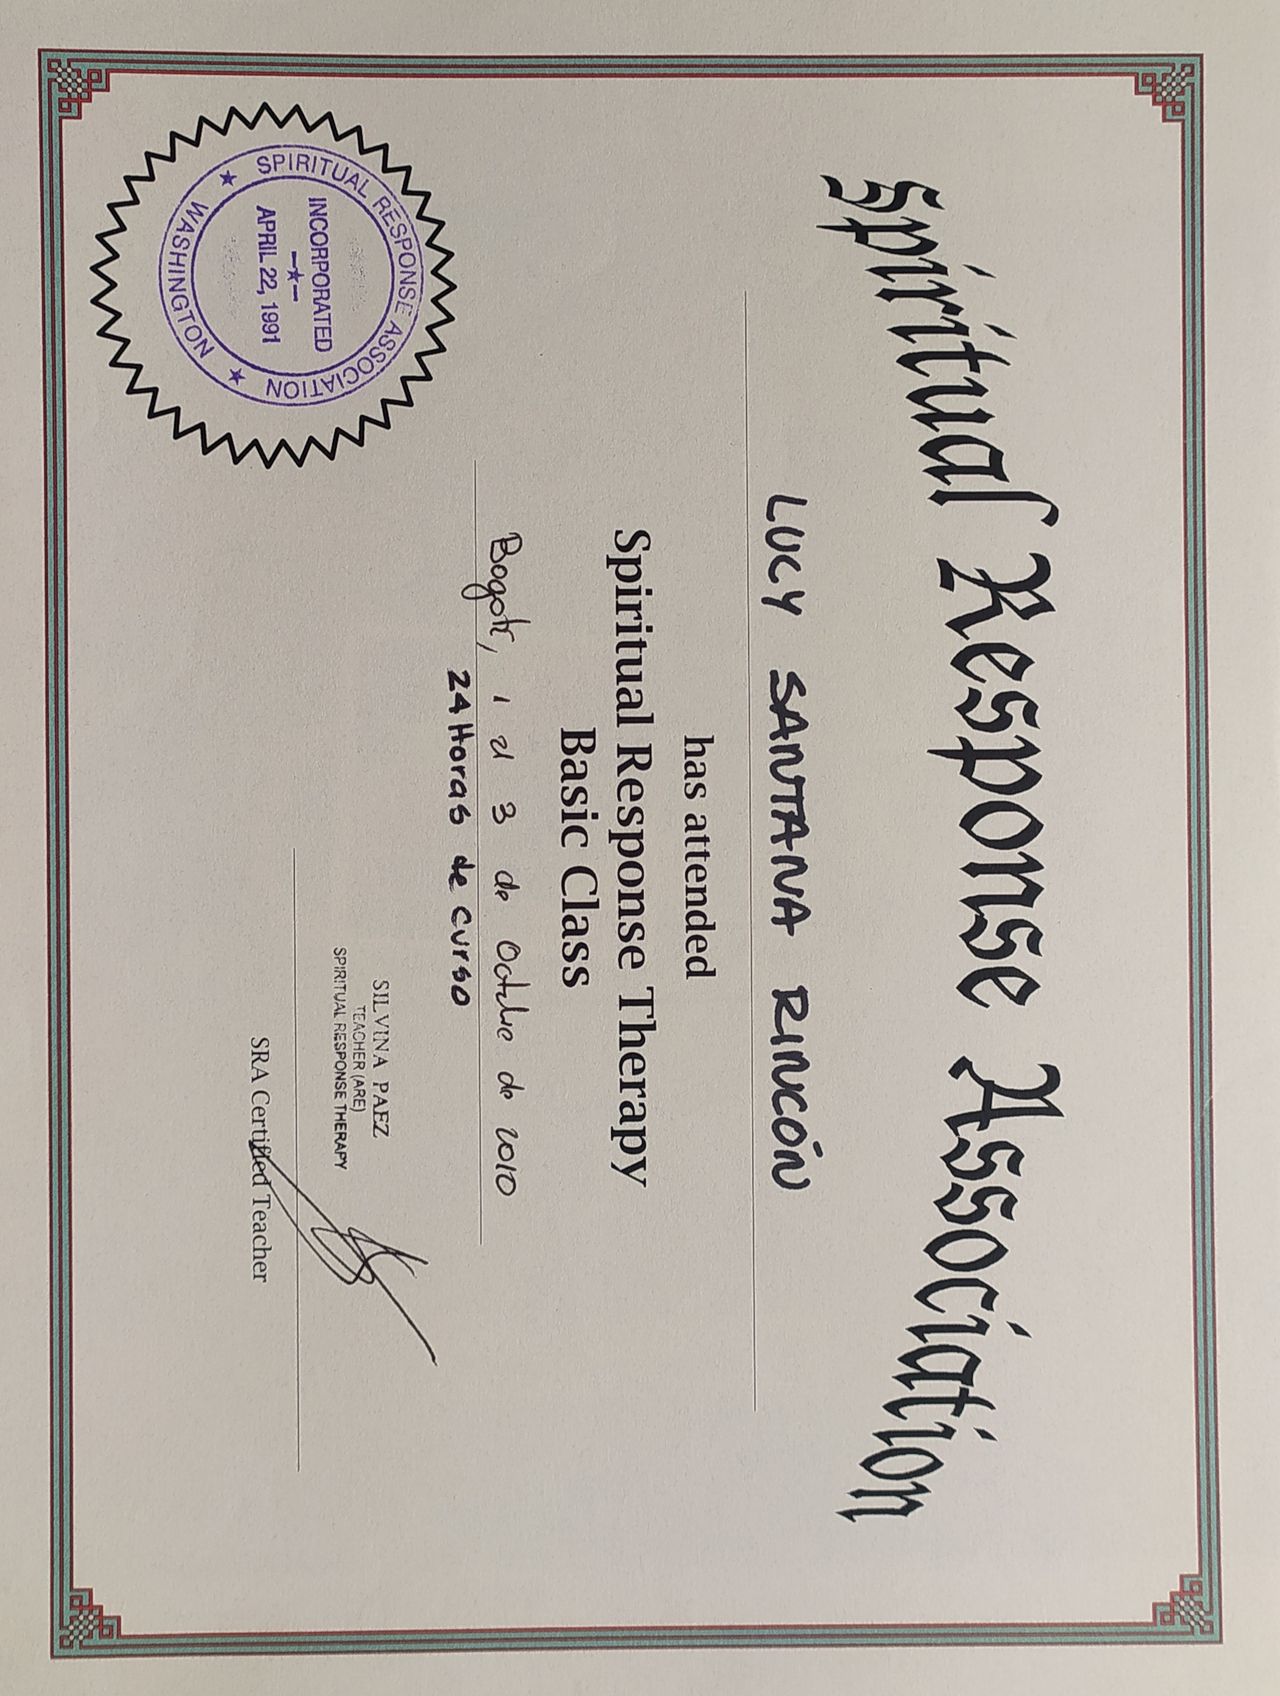 Spiritual Response Association
LUCY SANTANA RINCÓN
has attended
Spiritual Response Therapy
Basic Class
Bogotá, 1 al 3 de Octubre de 2010
24 Horas de Curso
SILVINA PAEZ
TEACHER (ARE)
SPIRITUAL RESPONSE THERAPY
SRA Certified Teacher
SPIRITUAL RESPONSE ASSOCIATION
INCORPORATED
APRIL 22, 1991
WASHINGTON